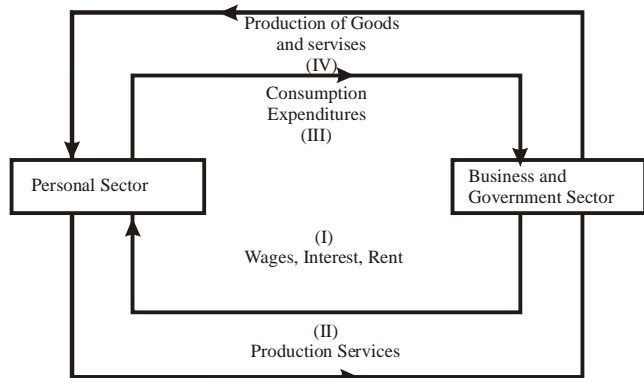 Production of Goods
and servises
(IV)
Consumption
Expenditures
(III)
Personal Sector
Business and
Government Sector
(I)
Wages, Interest, Rent
(II)
Production Services